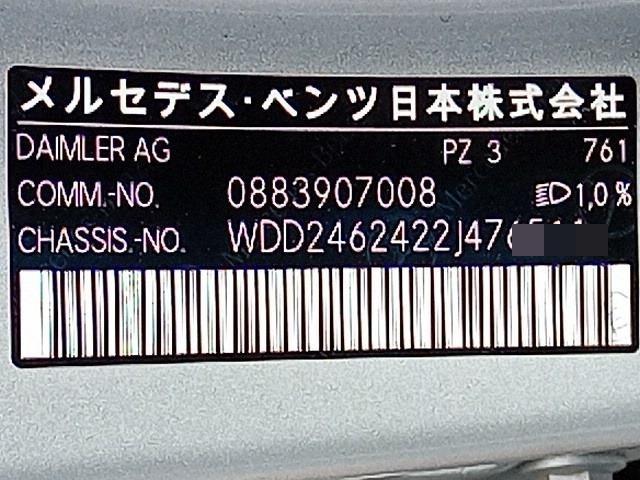 メルセデス・ベンツ日本株式会社
DAIMLER AG PZ 3 761
COMM.-NO. 0883907008 1,0 %
CHASSIS.-NO. WDD2462422J47